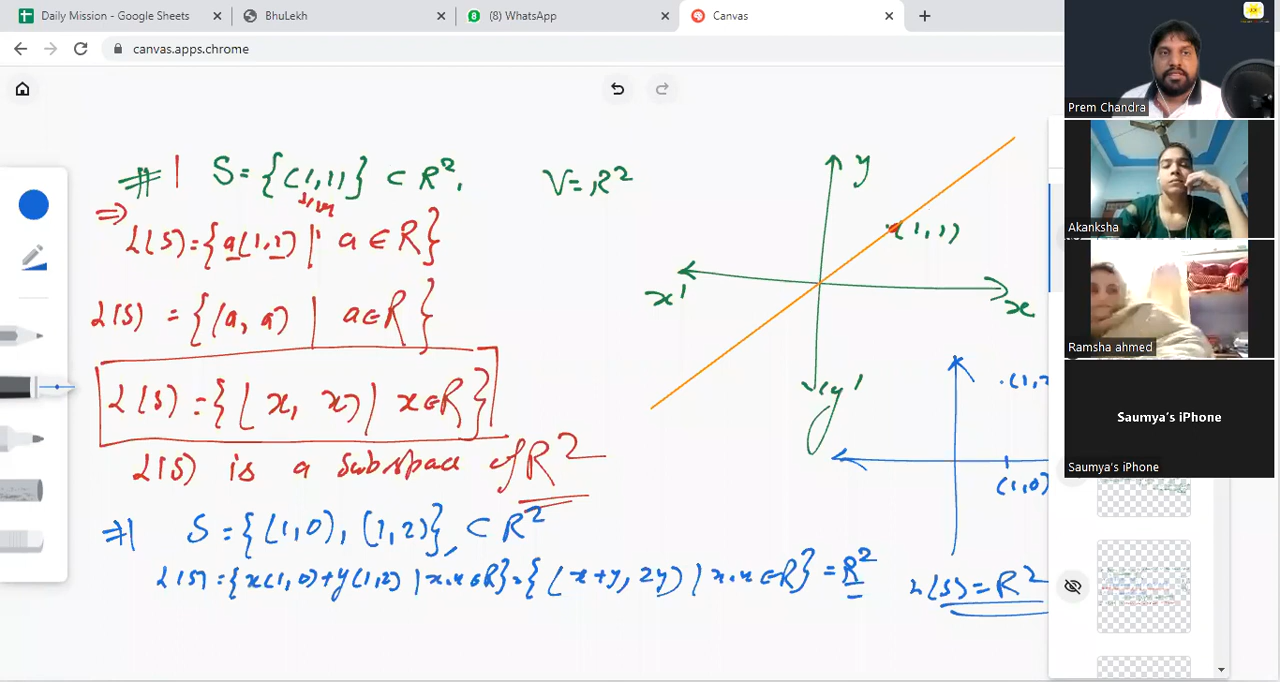 Daily Mission - Google Sheets
BhuLekh
(8) WhatsApp
Canvas
canvas.apps.chrome
# S={(1,1)} ⊂ R², V=R²
⇒
L(S)={a(1,1) | a∈R}
L(S) = {(a, a) | a∈R}
L(S) = {(x, x) | x∈R}
L(S) is a subspace of R²
⇒ S={(1,0), (1,2)}, ⊂ R²
L(S)={x(1,0)+y(1,2) | x,y∈R}={(x+y, 2y) | x,y∈R} = R²
L(S)=R²
y
(1,1)
x'
x
y'
(1,2
(1,0)
Prem Chandra
Akanksha
Ramsha ahmed
Saumya's iPhone
Saumya's iPhone